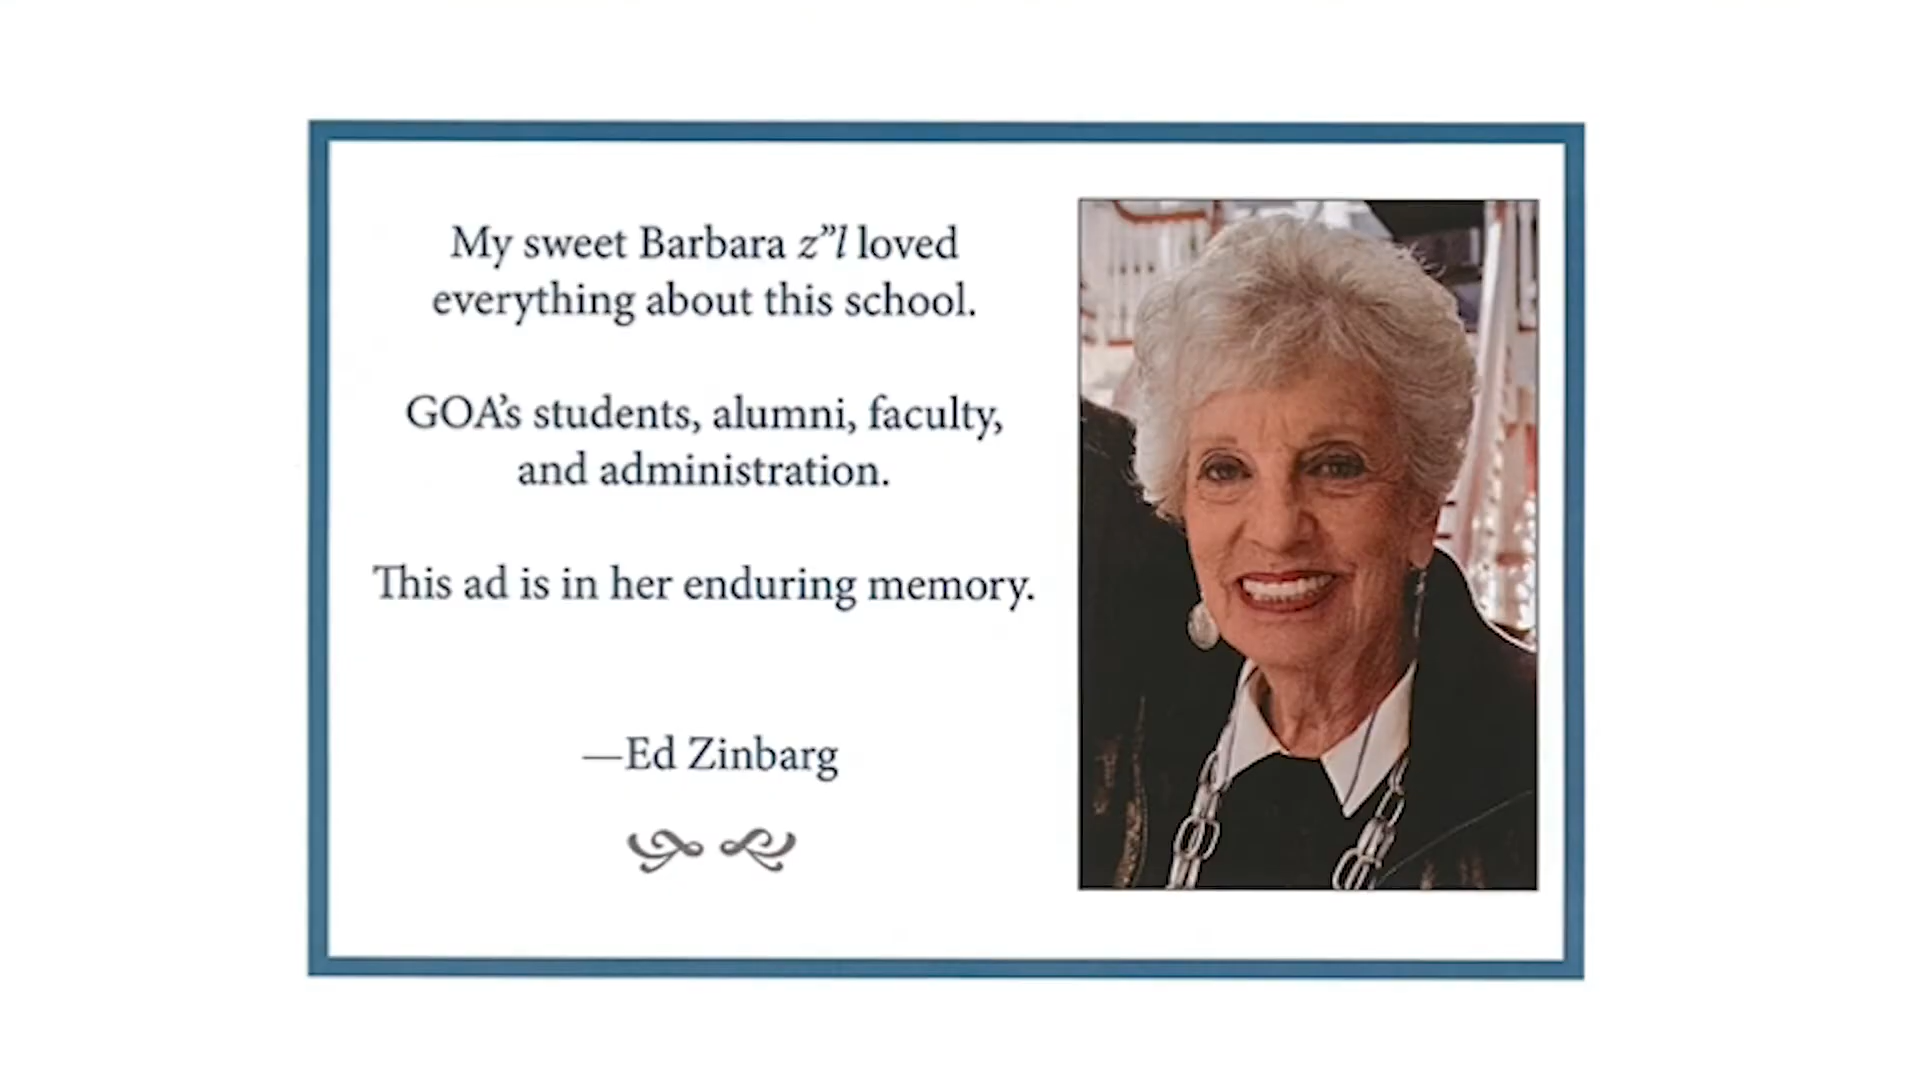 My sweet Barbara z”l loved
everything about this school.
GOA’s students, alumni, faculty,
and administration.
This ad is in her enduring memory.
—Ed Zinbarg